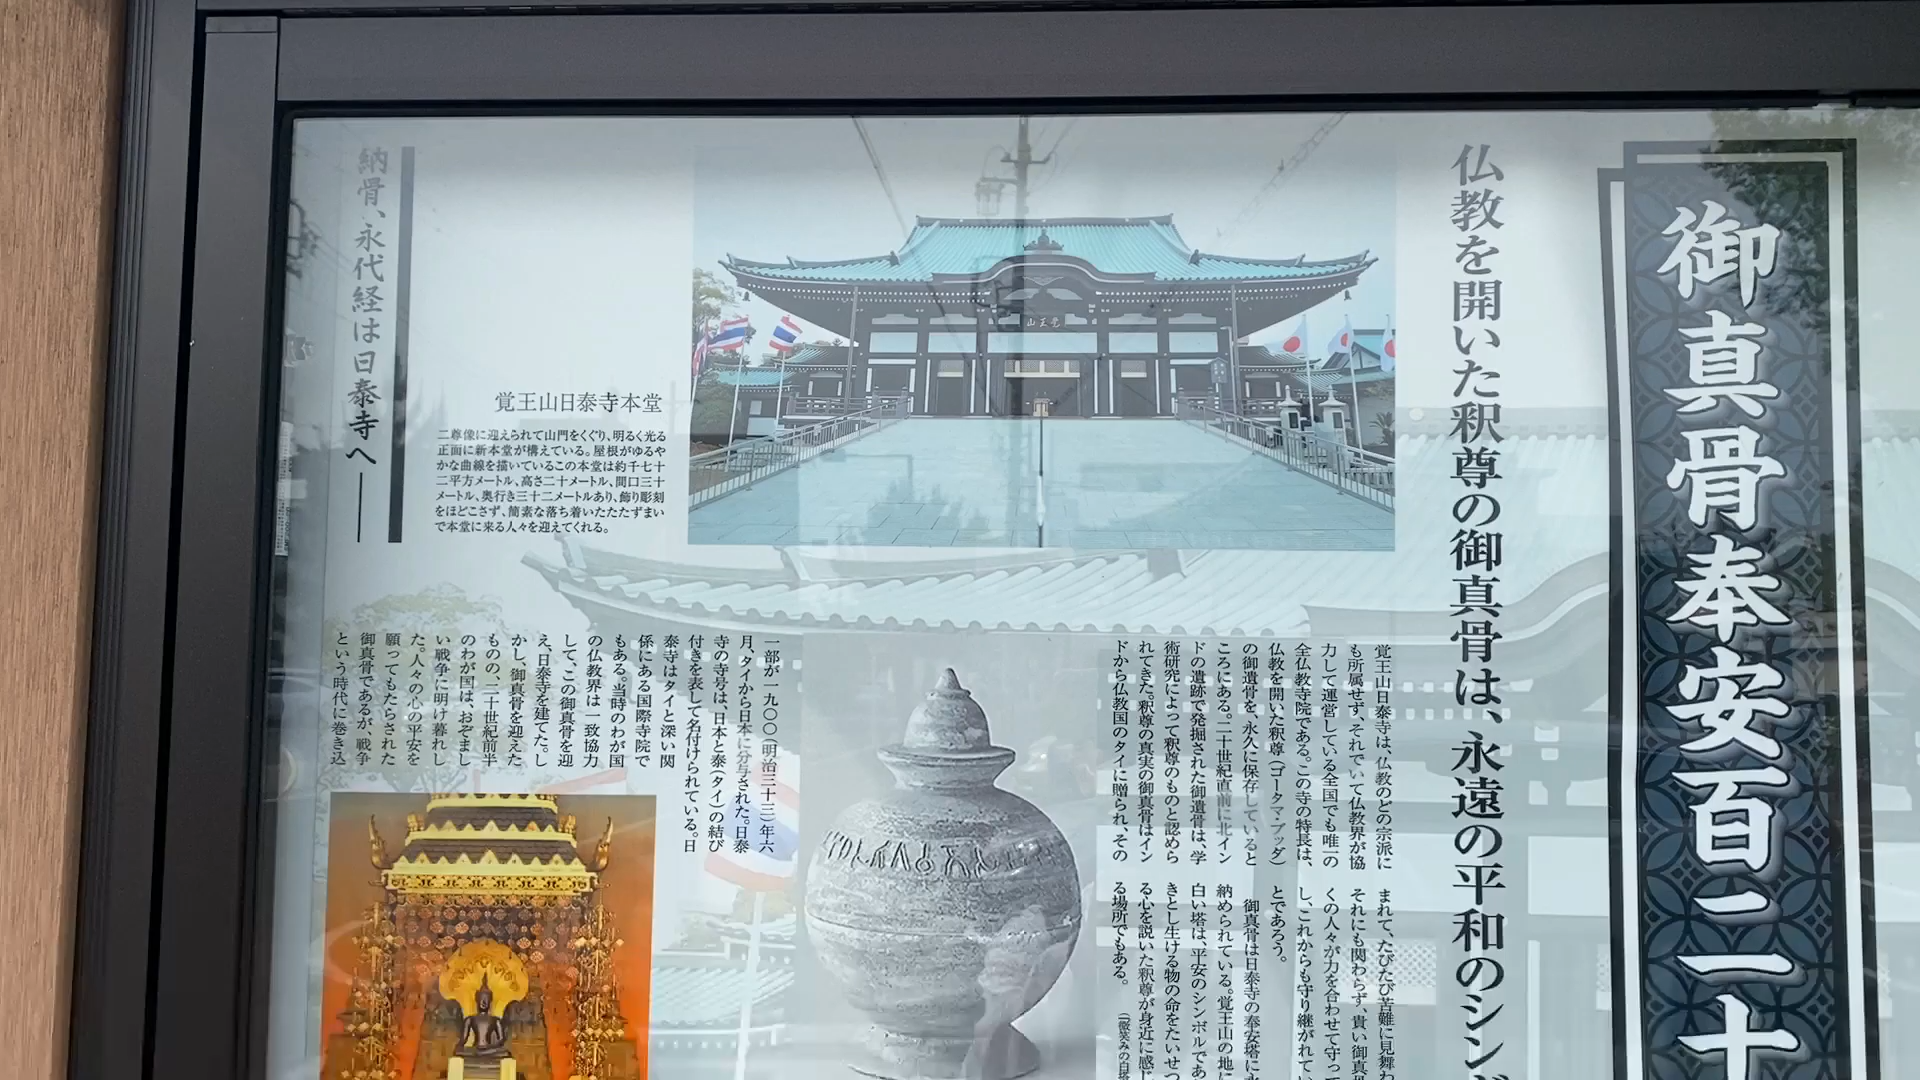 御真骨奉安百二十
仏教を開いた釈尊の御真骨は、永遠の平和のシン
覚王山
覚王山日泰寺は、仏教のどの宗派に
も所属せず、それでいて仏教界が協
力して運営している全国でも唯一の
全仏教寺院である。この寺の特長は、
仏教を開いた釈尊(ゴータマ・ブッダ)
の御遺骨を、永久に保存していると
ころにある。二十世紀直前に北イン
ドの遺跡で発掘された御遺骨は、学
術研究によって釈尊のものと認めら
れてきた。釈尊の真実の御真骨はイン
ドから仏教国のタイに贈られ、その
一部が一九〇〇(明治三十三)年六
月、タイから日本に分与された。日泰
寺の寺号は、日本と泰(タイ)の結び
付きを表して名付けられている。日
泰寺はタイと深い関
係にある国際寺院で
もある。当時のわが国
の仏教界は一致協力
して、この御真骨を迎
え、日泰寺を建てた。し
かし、御真骨を迎えた
ものの、二十世紀前半
のわが国は、おぞまし
い戦争に明け暮れし
た。人々の心の平安を
願ってもたらされた
御真骨であるが、戦争
という時代に巻き込
まれて、たびたび苦難に見舞わ
それにも関わらず、貴い御真骨
くの人々が力を合わせて守って
し、これからも守り継がれてい
とであろう。
御真骨は日泰寺の奉安塔に永
納められている。覚王山の地に
白い塔は、平安のシンボルであ
きとし生ける物の命をたいせつ
る心を説いた釈尊が身近に感じ
る場所でもある。
(「微笑みの白塔
覚王山日泰寺本堂
二尊像に迎えられて山門をくぐり、明るく光る
正面に新本堂が構えている。屋根がゆるや
かな曲線を描いているこの本堂は約千七十
二平方メートル、高さ二十メートル、間口三十
メートル、奥行き三十二メートルあり、飾り彫刻
をほどこさず、簡素な落ち着いたたたずまい
で本堂に来る人々を迎えてくれる。
納骨、永代経は日泰寺へ―